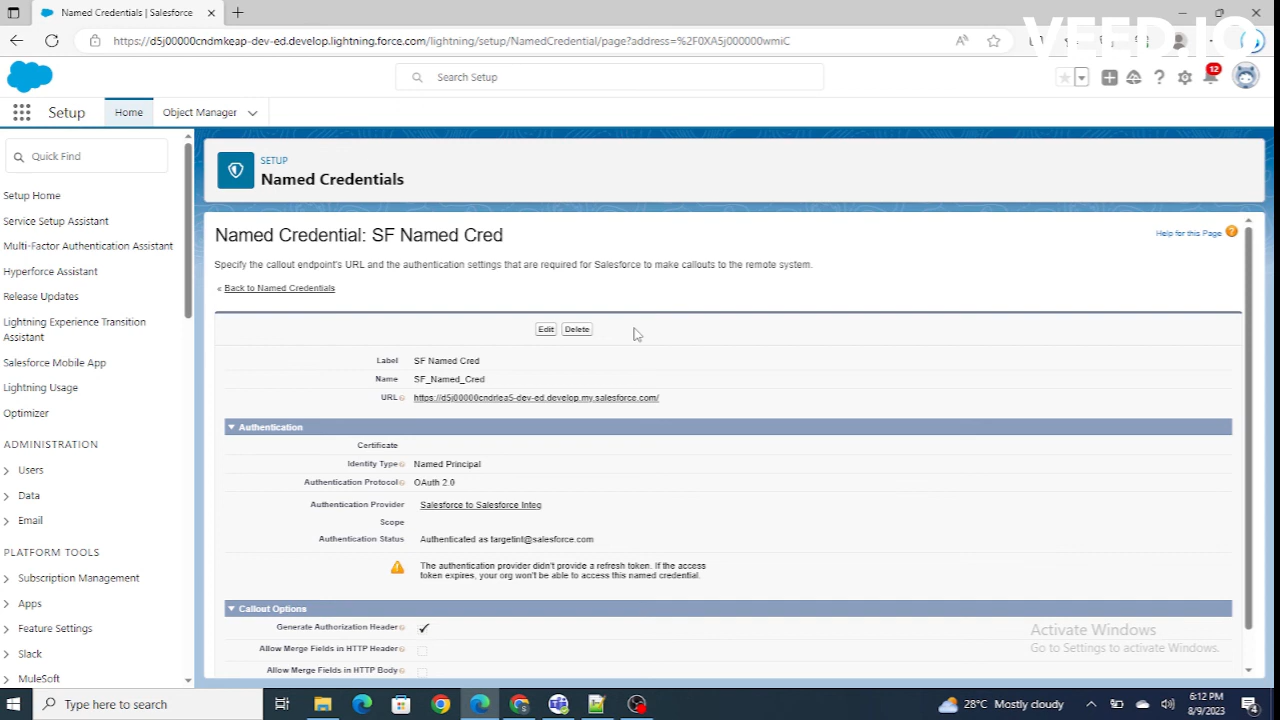 Named Credentials | Salesforce
https://d5j00000cndmkeap-dev-ed.develop.lightning.force.com/lightning/setup/NamedCredential/page?address=%2F0XA5j000000wmiC
VEED.IO
Search Setup
12
Setup
Home
Object Manager
Quick Find
Setup Home
Service Setup Assistant
Multi-Factor Authentication Assistant
Hyperforce Assistant
Release Updates
Lightning Experience Transition
Assistant
Salesforce Mobile App
Lightning Usage
Optimizer
ADMINISTRATION
Users
Data
Email
PLATFORM TOOLS
Subscription Management
Apps
Feature Settings
Slack
MuleSoft
SETUP
Named Credentials
Named Credential: SF Named Cred
Help for this Page
Specify the callout endpoint's URL and the authentication settings that are required for Salesforce to make callouts to the remote system.
« Back to Named Credentials
Edit Delete
Label SF Named Cred
Name SF_Named_Cred
URL https://d5j00000cndrlea5-dev-ed.develop.my.salesforce.com/
Authentication
Certificate
Identity Type Named Principal
Authentication Protocol OAuth 2.0
Authentication Provider Salesforce to Salesforce Integ
Scope
Authentication Status Authenticated as targetint@salesforce.com
The authentication provider didn't provide a refresh token. If the access
token expires, your org won't be able to access this named credential.
Callout Options
Generate Authorization Header
Allow Merge Fields in HTTP Header
Allow Merge Fields in HTTP Body
Activate Windows
Go to Settings to activate Windows.
Type here to search
28°C Mostly cloudy
6:12 PM
8/9/2023
4